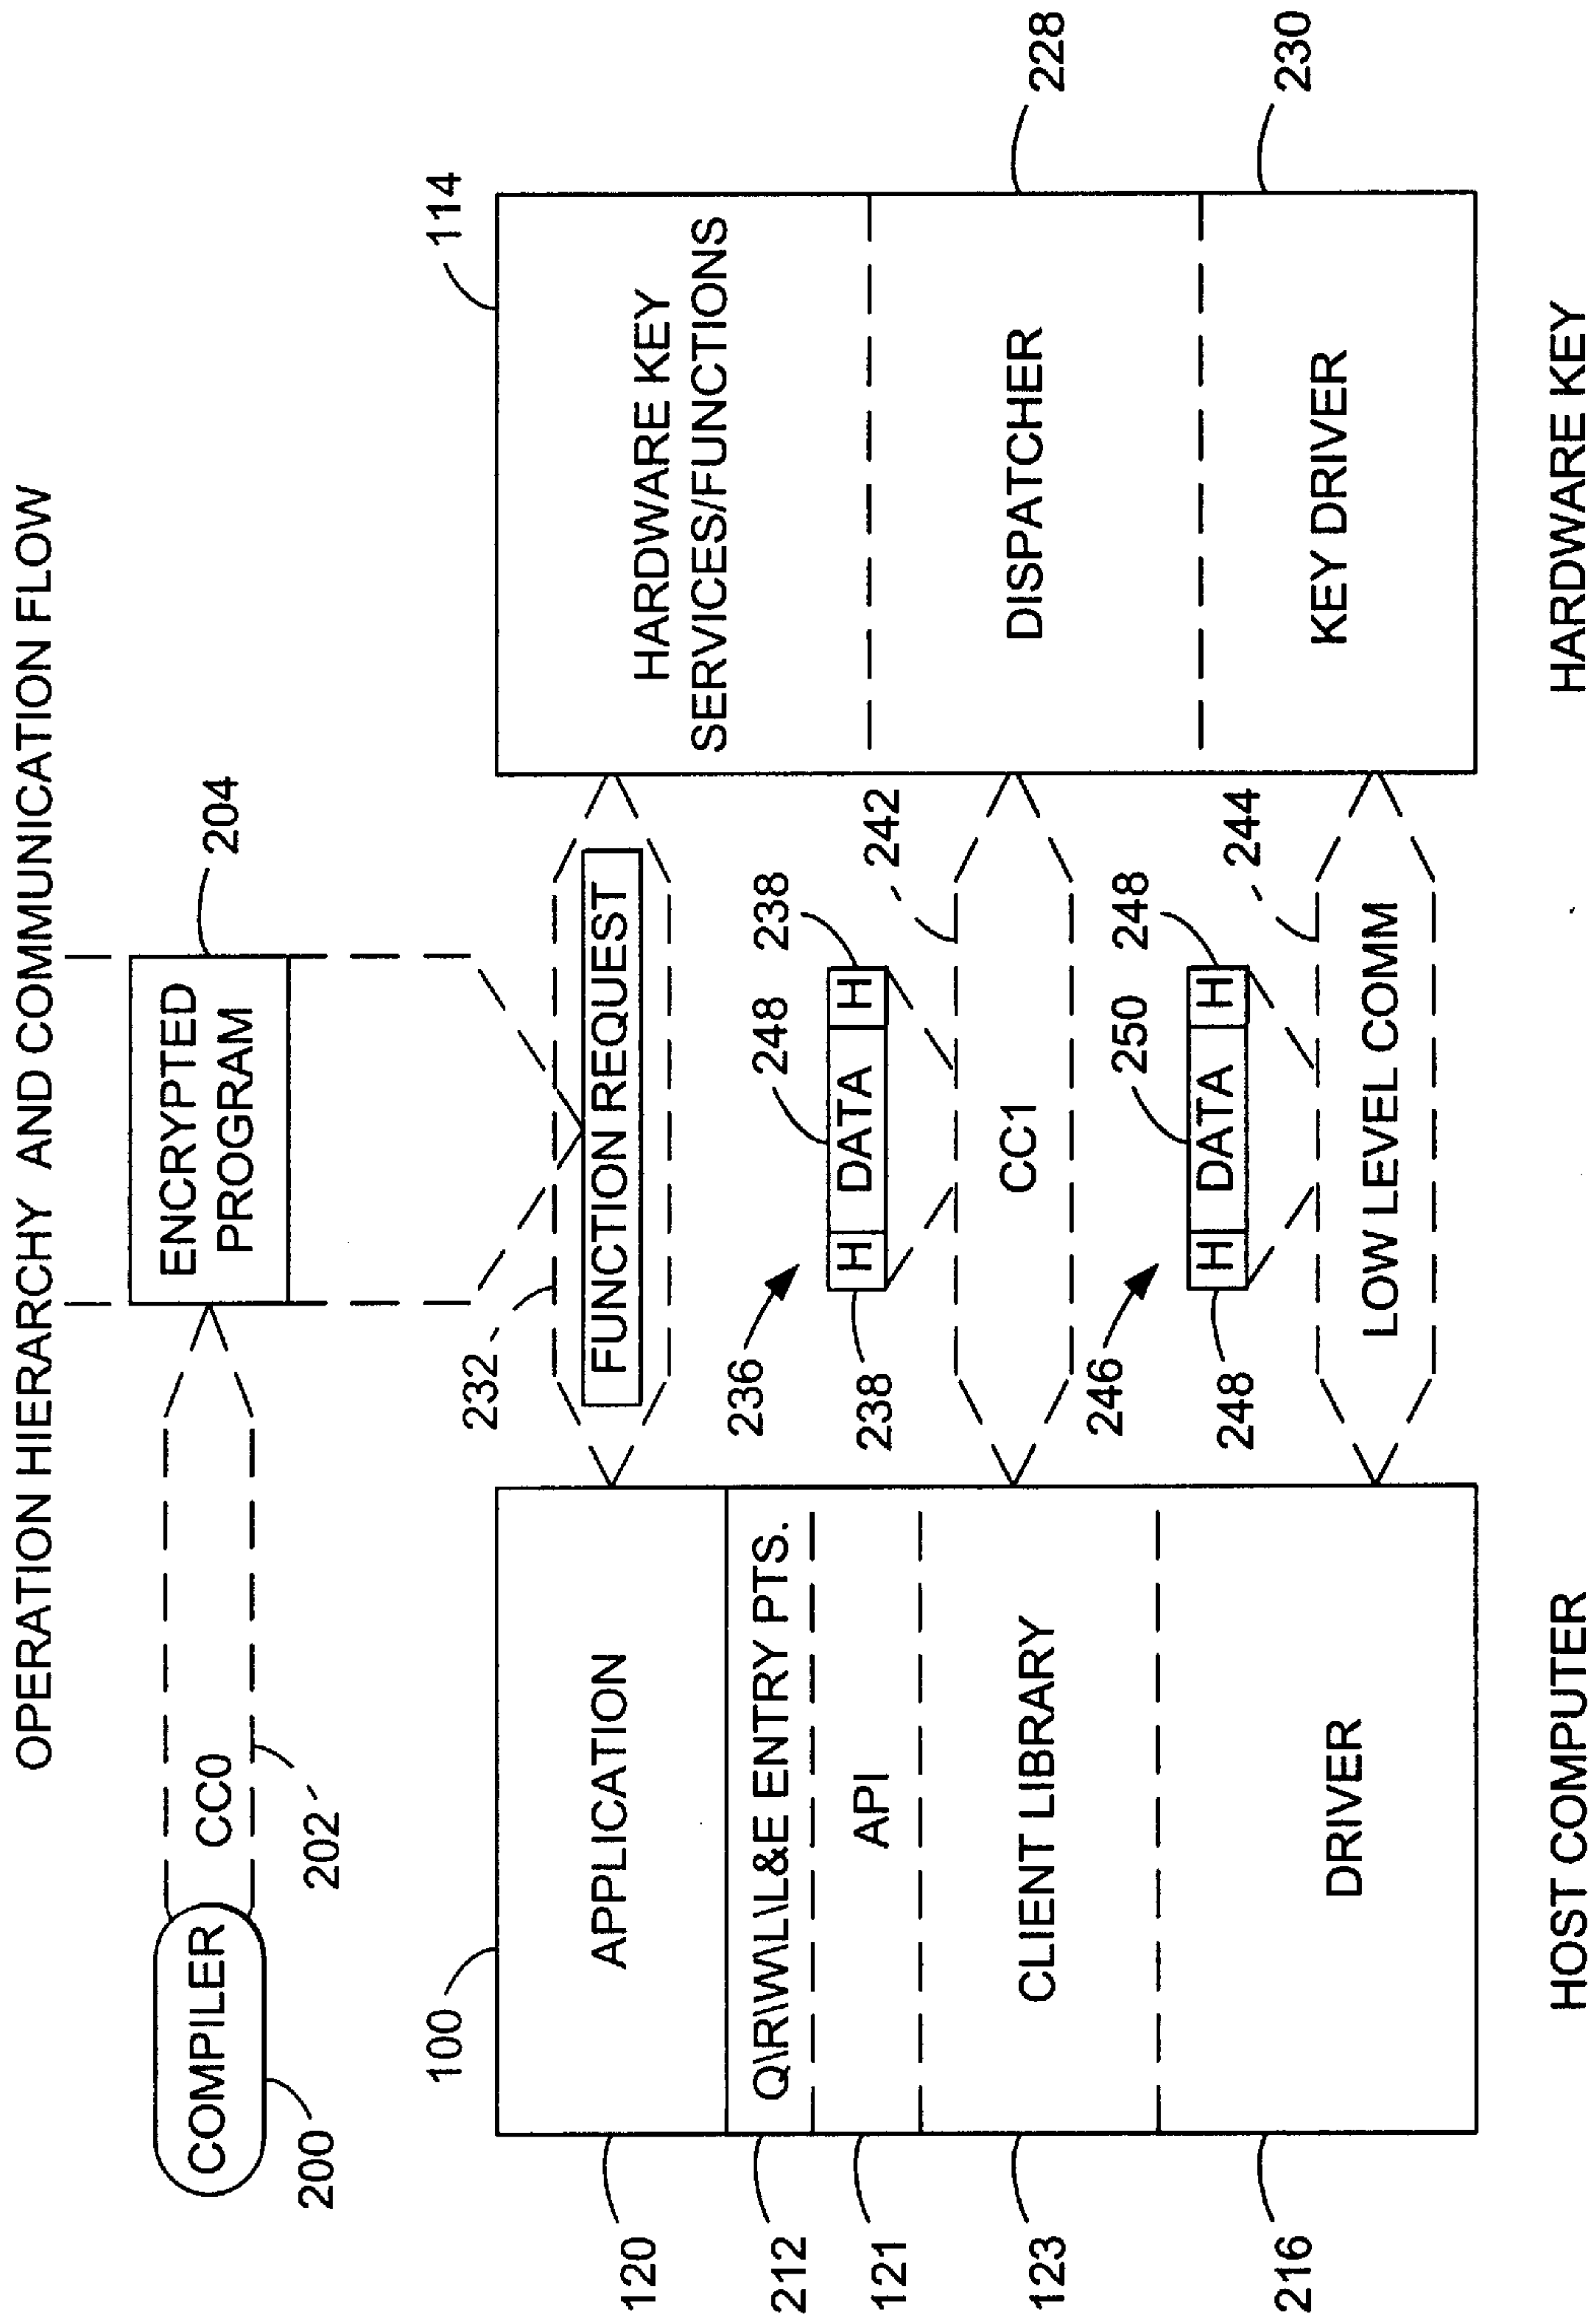 OPERATION HIERARCHY AND COMMUNICATION FLOW
COMPILER
200
CC0
202
ENCRYPTED
PROGRAM
204
100
120
APPLICATION
212
Q\R\W\L\L&E ENTRY PTS.
121
API
123
CLIENT LIBRARY
216
DRIVER
HOST COMPUTER
232
FUNCTION REQUEST
236
238
H
DATA
H
248
238
242
CC1
246
248
H
DATA
H
250
248
244
LOW LEVEL COMM
114
HARDWARE KEY
SERVICES/FUNCTIONS
DISPATCHER
228
KEY DRIVER
230
HARDWARE KEY